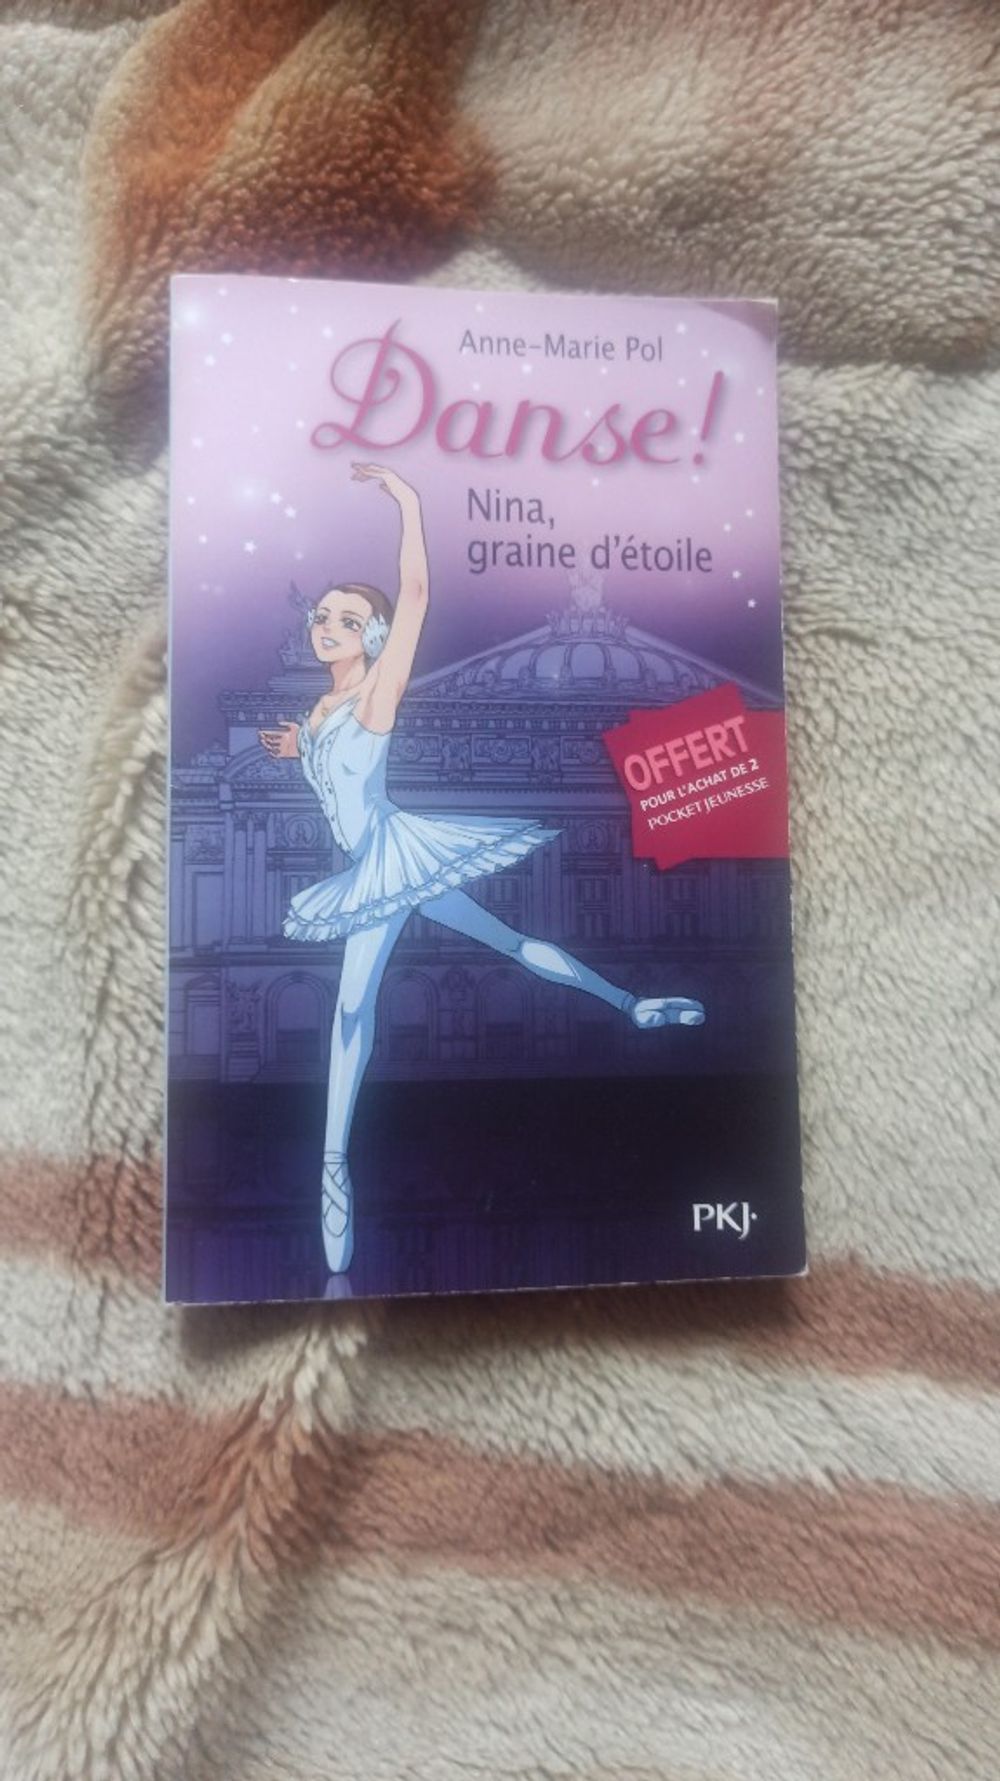 Anne-Marie Pol
Danse!
Nina,
graine d'étoile
OFFERT
POUR L'ACHAT DE 2
POCKET JEUNESSE
PKJ·